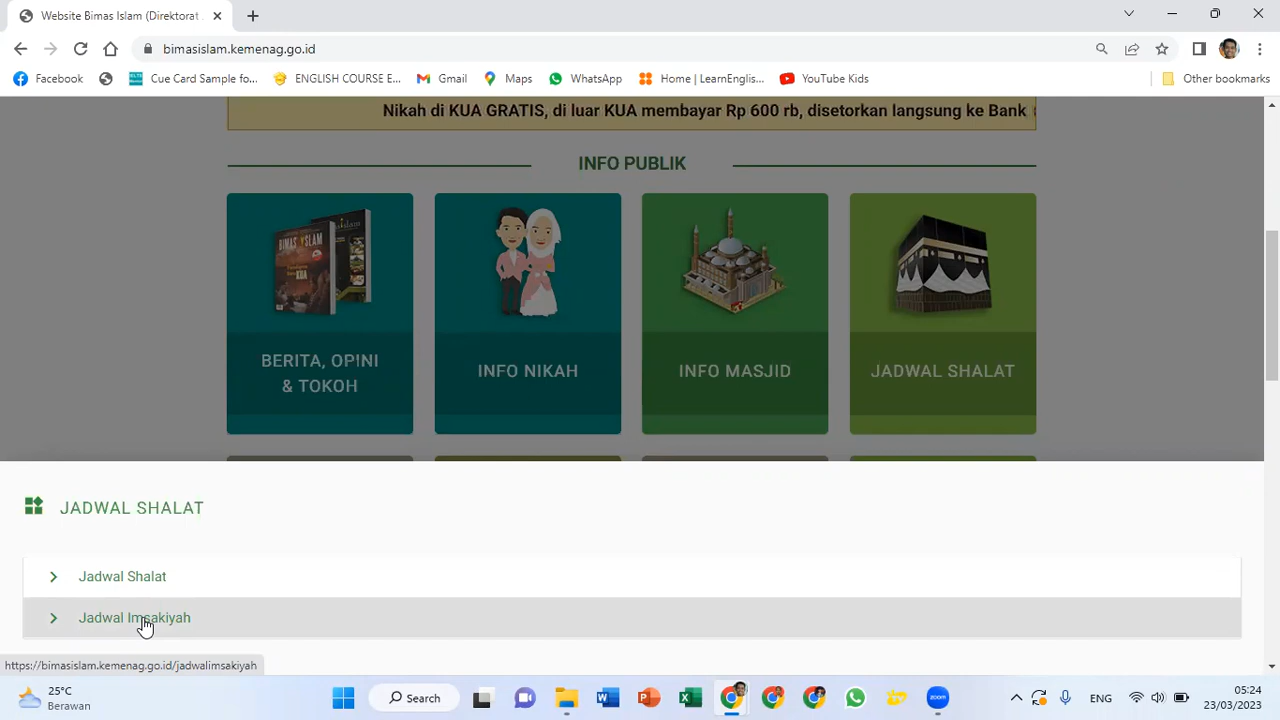 Website Bimas Islam (Direktorat
bimasislam.kemenag.go.id
Facebook
Cue Card Sample fo...
ENGLISH COURSE E...
Gmail
Maps
WhatsApp
Home | LearnEnglis...
YouTube Kids
Other bookmarks
Nikah di KUA GRATIS, di luar KUA membayar Rp 600 rb, disetorkan langsung ke Bank
INFO PUBLIK
BIMAS ISLAM
BERITA, OPINI
& TOKOH
INFO NIKAH
INFO MASJID
JADWAL SHALAT
JADWAL SHALAT
Jadwal Shalat
Jadwal Imsakiyah
https://bimasislam.kemenag.go.id/jadwalimsakiyah
25°C
Berawan
Search
zoom
ENG
05:24
23/03/2023